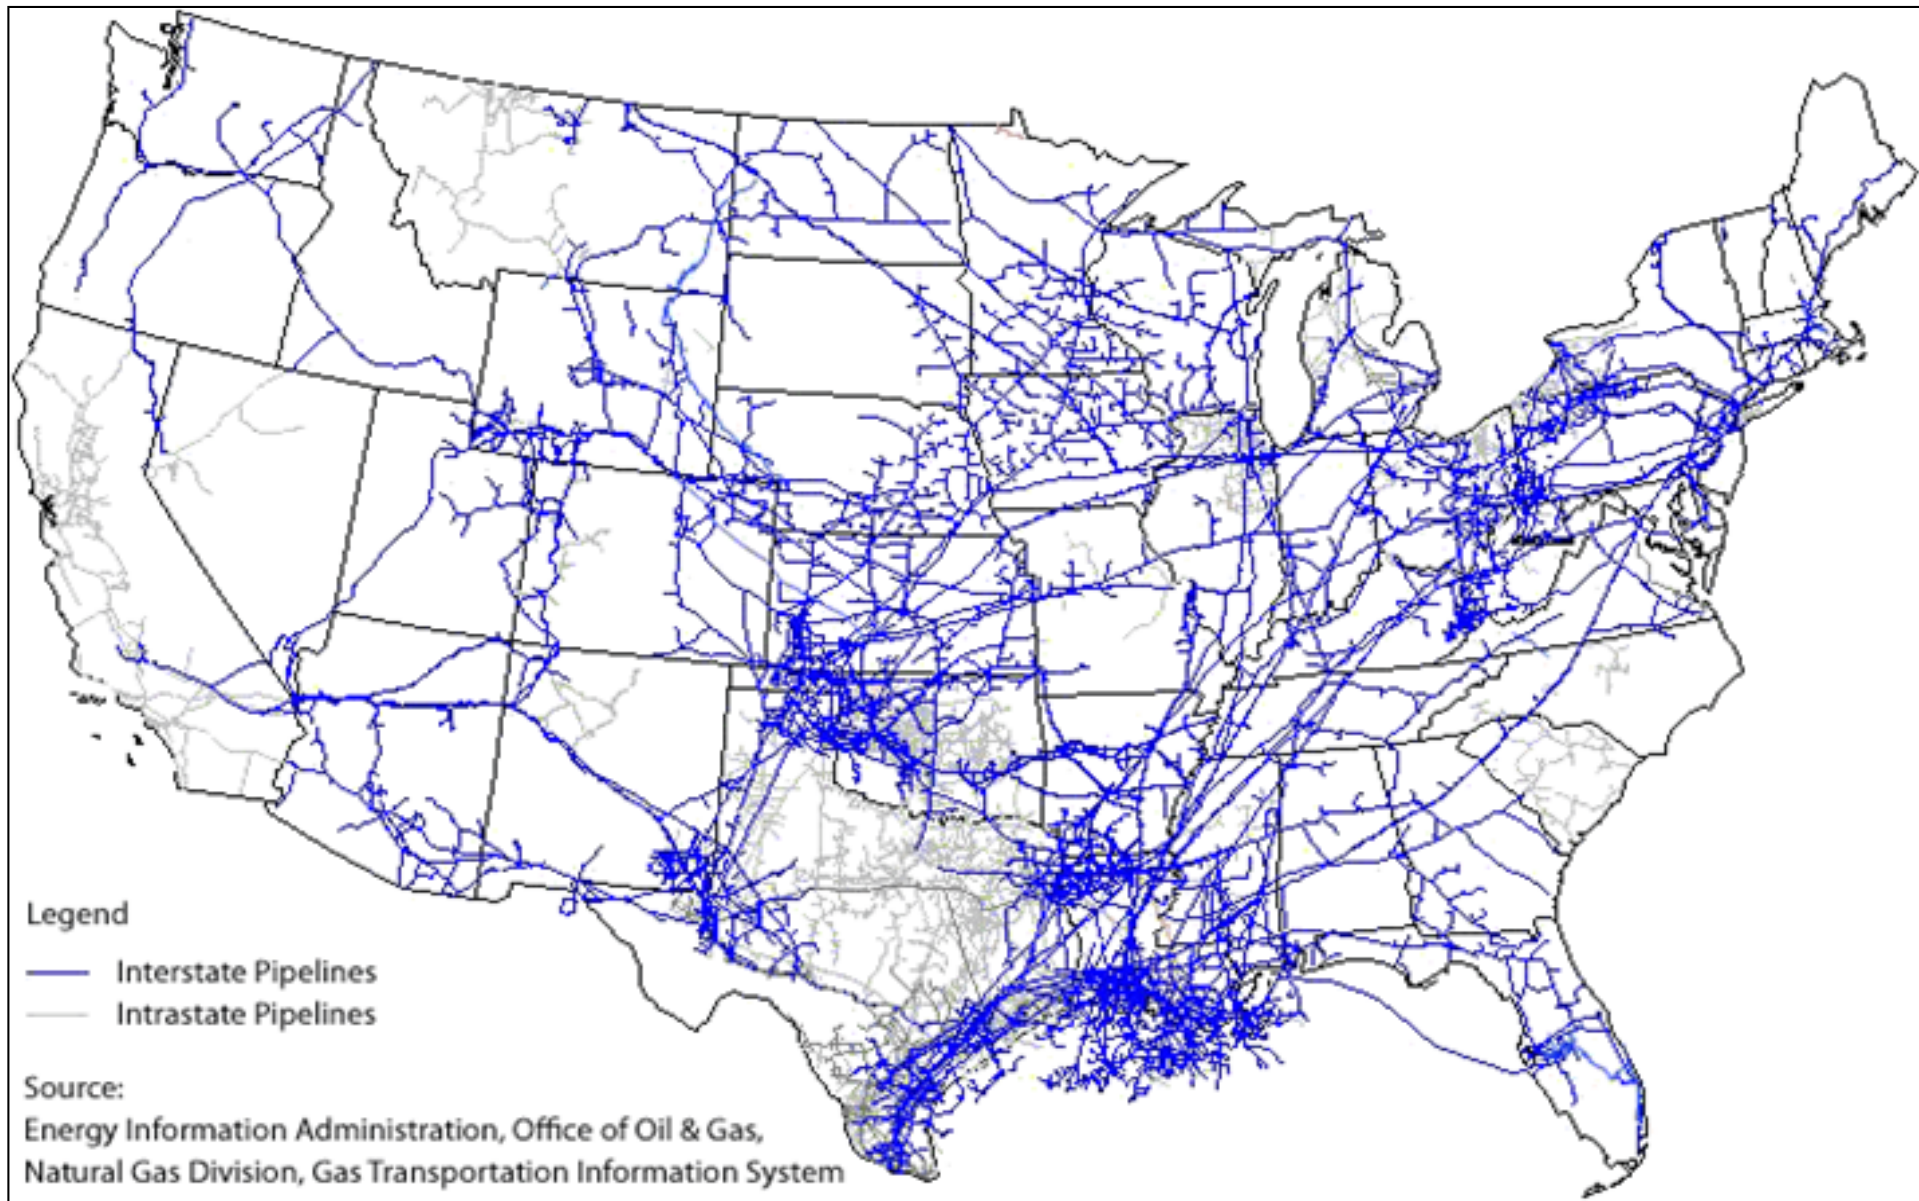 Legend
Interstate Pipelines
Intrastate Pipelines
Source:
Energy Information Administration, Office of Oil & Gas,
Natural Gas Division, Gas Transportation Information System